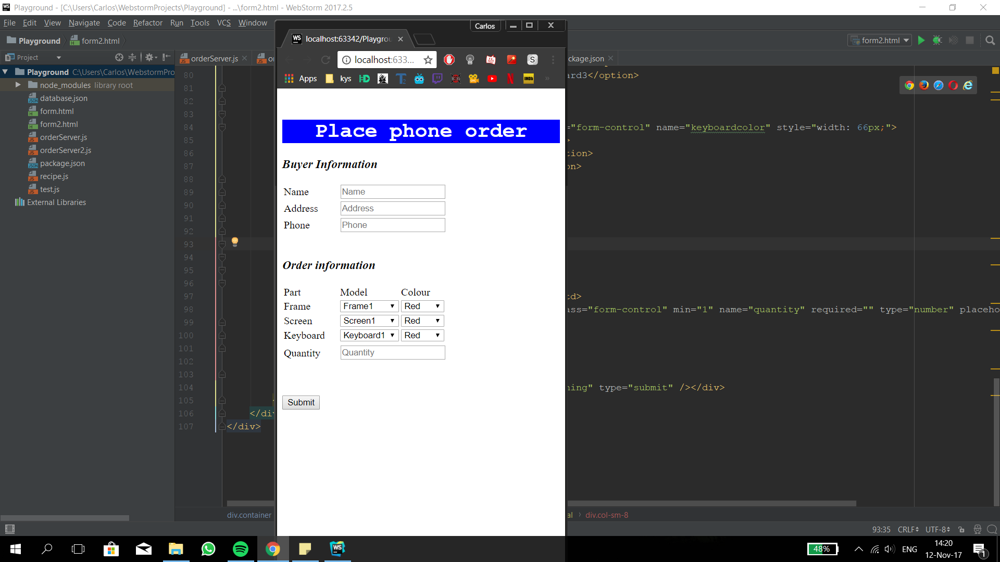 Playground - [C:\Users\Carlos\WebstormProjects\Playground] - ...\form2.html - WebStorm 2017.2.5
File Edit View Navigate Code Refactor Run Tools VCS Window
Carlos
Playground form2.html
form2.html
localhost:63342/Playgrou
Project
orderServer.js
ckage.json
localhost:633...
S
Apps kys HD T2 IMDb
Playground C:\Users\Carlos\WebstormPro
node_modules library root
database.json
form.html
form2.html
orderServer.js
orderServer2.js
package.json
recipe.js
test.js
External Libraries
80
81
82
83
84
85
86
87
88
89
90
91
92
93
94
95
96
97
98
99
100
101
102
103
104
105
106
107
ard3</option>
="form-control" name="keyboardcolor" style="width: 66px;">
>
tion>
on>
td>
ass="form-control" min="1" name="quantity" required="" type="number" placeho
ning" type="submit" /></div>
<
</div
</div>
Place phone order
Buyer Information
Name Name
Address Address
Phone Phone
Order information
Part Model Colour
Frame Frame1 Red
Screen Screen1 Red
Keyboard Keyboard1 Red
Quantity Quantity
Submit
div.container
al div.col-sm-8
93:35 CRLF UTF-8
48%
ENG
14:20
12-Nov-17
1